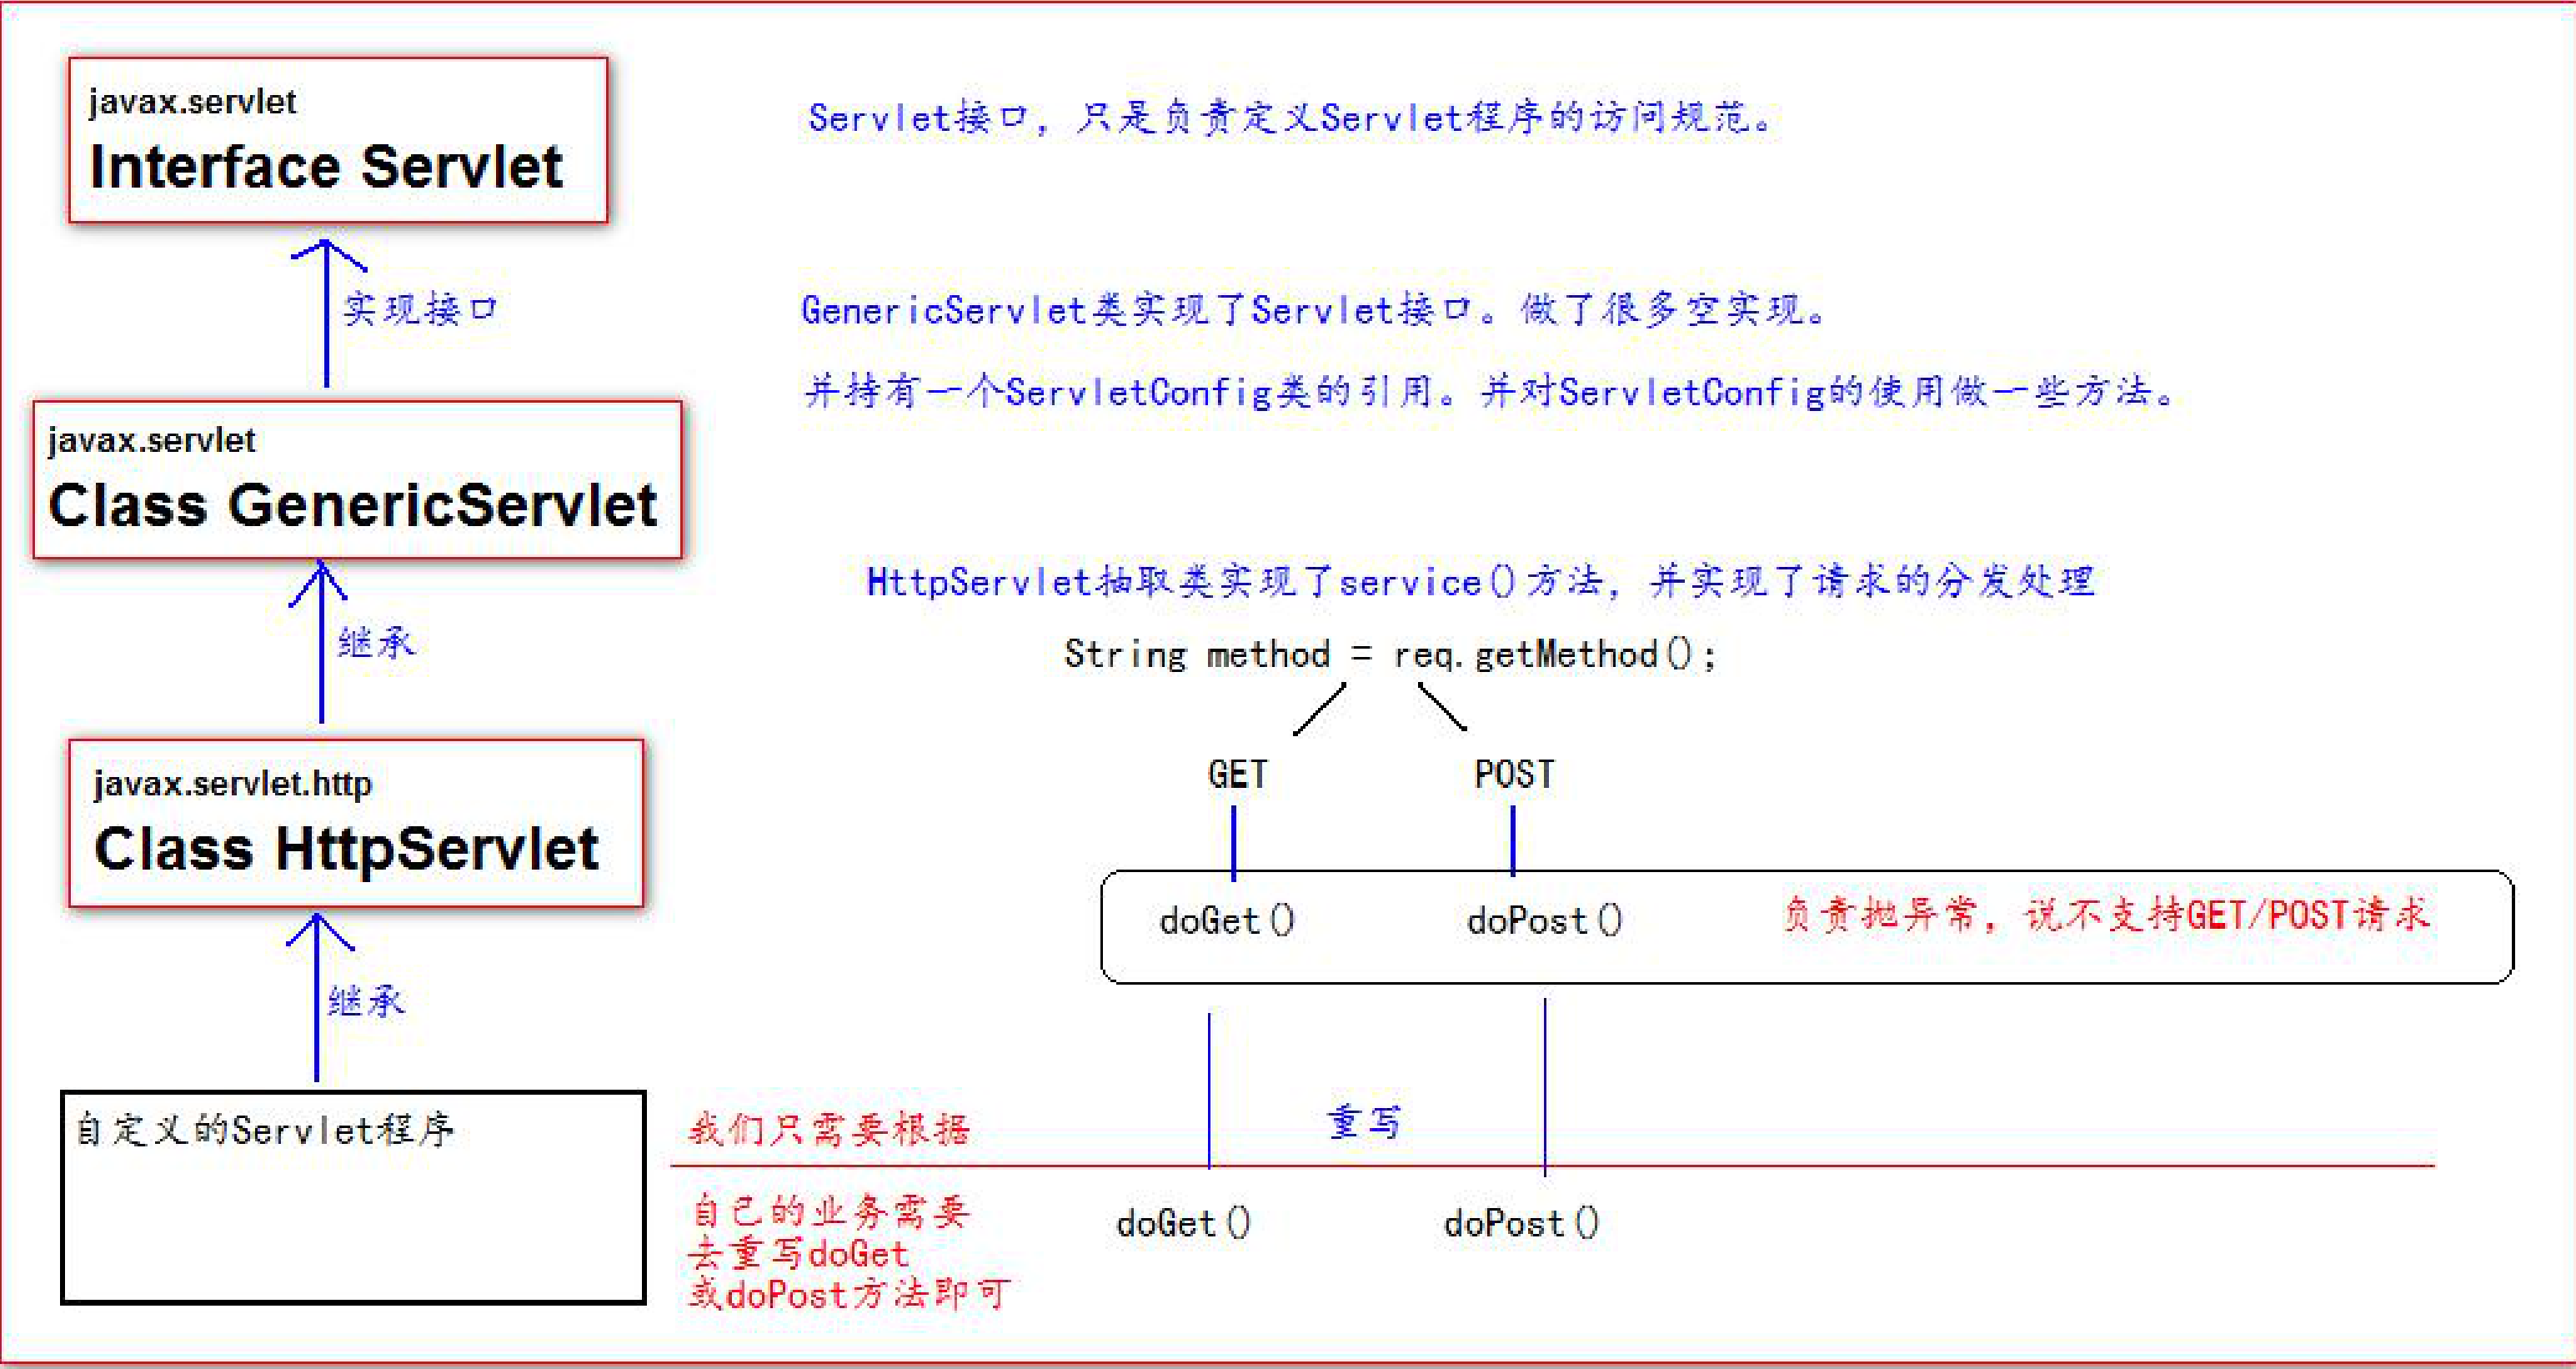 javax.servlet
Interface Servlet
Servlet接口，只是负责定义Servlet程序的访问规范。
实现接口
GenericServlet类实现了Servlet接口。做了很多空实现。
并持有一个ServletConfig类的引用。并对ServletConfig的使用做一些方法。
javax.servlet
Class GenericServlet
继承
HttpServlet抽取类实现了service()方法，并实现了请求的分发处理
String method = req.getMethod();
GET
POST
javax.servlet.http
Class HttpServlet
doGet()
doPost()
负责抛异常，说不支持GET/POST请求
继承
自定义的Servlet程序
我们只需要根据
重写
自己的业务需要
去重写doGet
或doPost方法即可
doGet()
doPost()